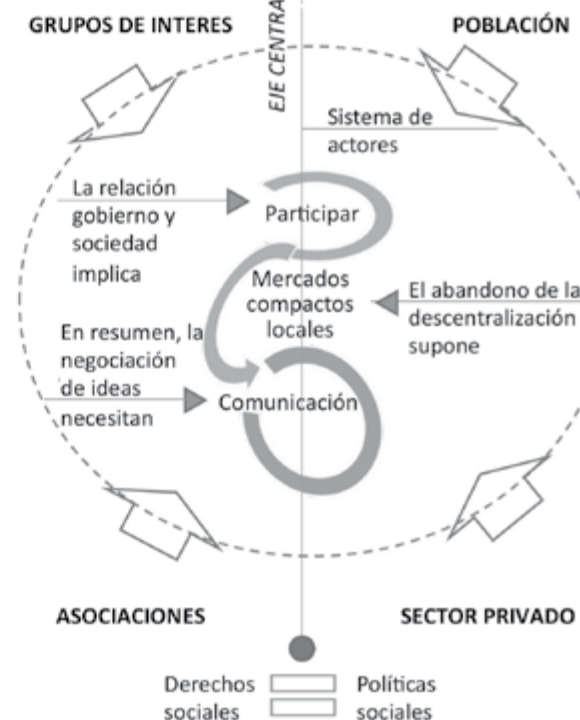 GRUPOS DE INTERES
POBLACIÓN
EJE CENTRA
Sistema de
actores
La relación
gobierno y
sociedad
implica
Participar
Mercados
compactos
locales
El abandono de la
descentralización
supone
En resumen, la
negociación
de ideas
necesitan
Comunicación
ASOCIACIONES
SECTOR PRIVADO
Derechos
sociales
Políticas
sociales